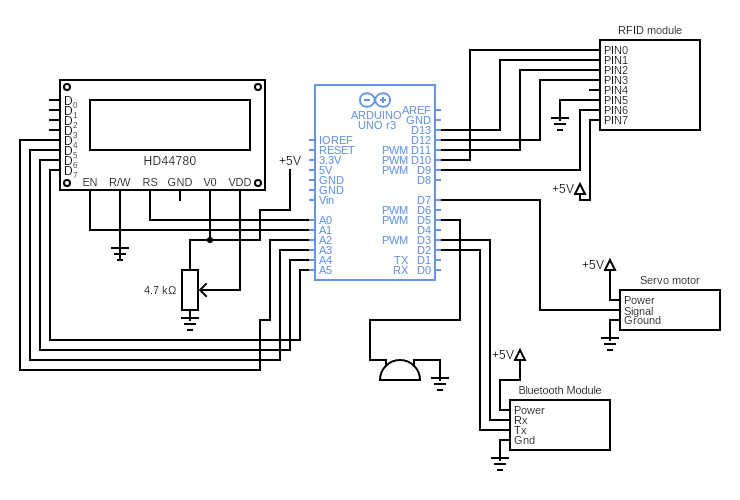 RFID module
PIN0
PIN1
PIN2
PIN3
PIN4
PIN5
PIN6
PIN7
+5V
D0
D1
D2
D3
D4
D5
D6
D7
HD44780
EN R/W RS GND V0 VDD
+5V
4.7 kΩ
ARDUINO
UNO r3
IOREF
RESET
3.3V
5V
GND
GND
Vin
A0
A1
A2
A3
A4
A5
AREF
GND
D13
D12
PWM D11
PWM D10
PWM D9
D8
D7
PWM D6
PWM D5
D4
PWM D3
D2
TX D1
RX D0
+5V
Servo motor
Power
Signal
Ground
+5V
Bluetooth Module
Power
Rx
Tx
Gnd